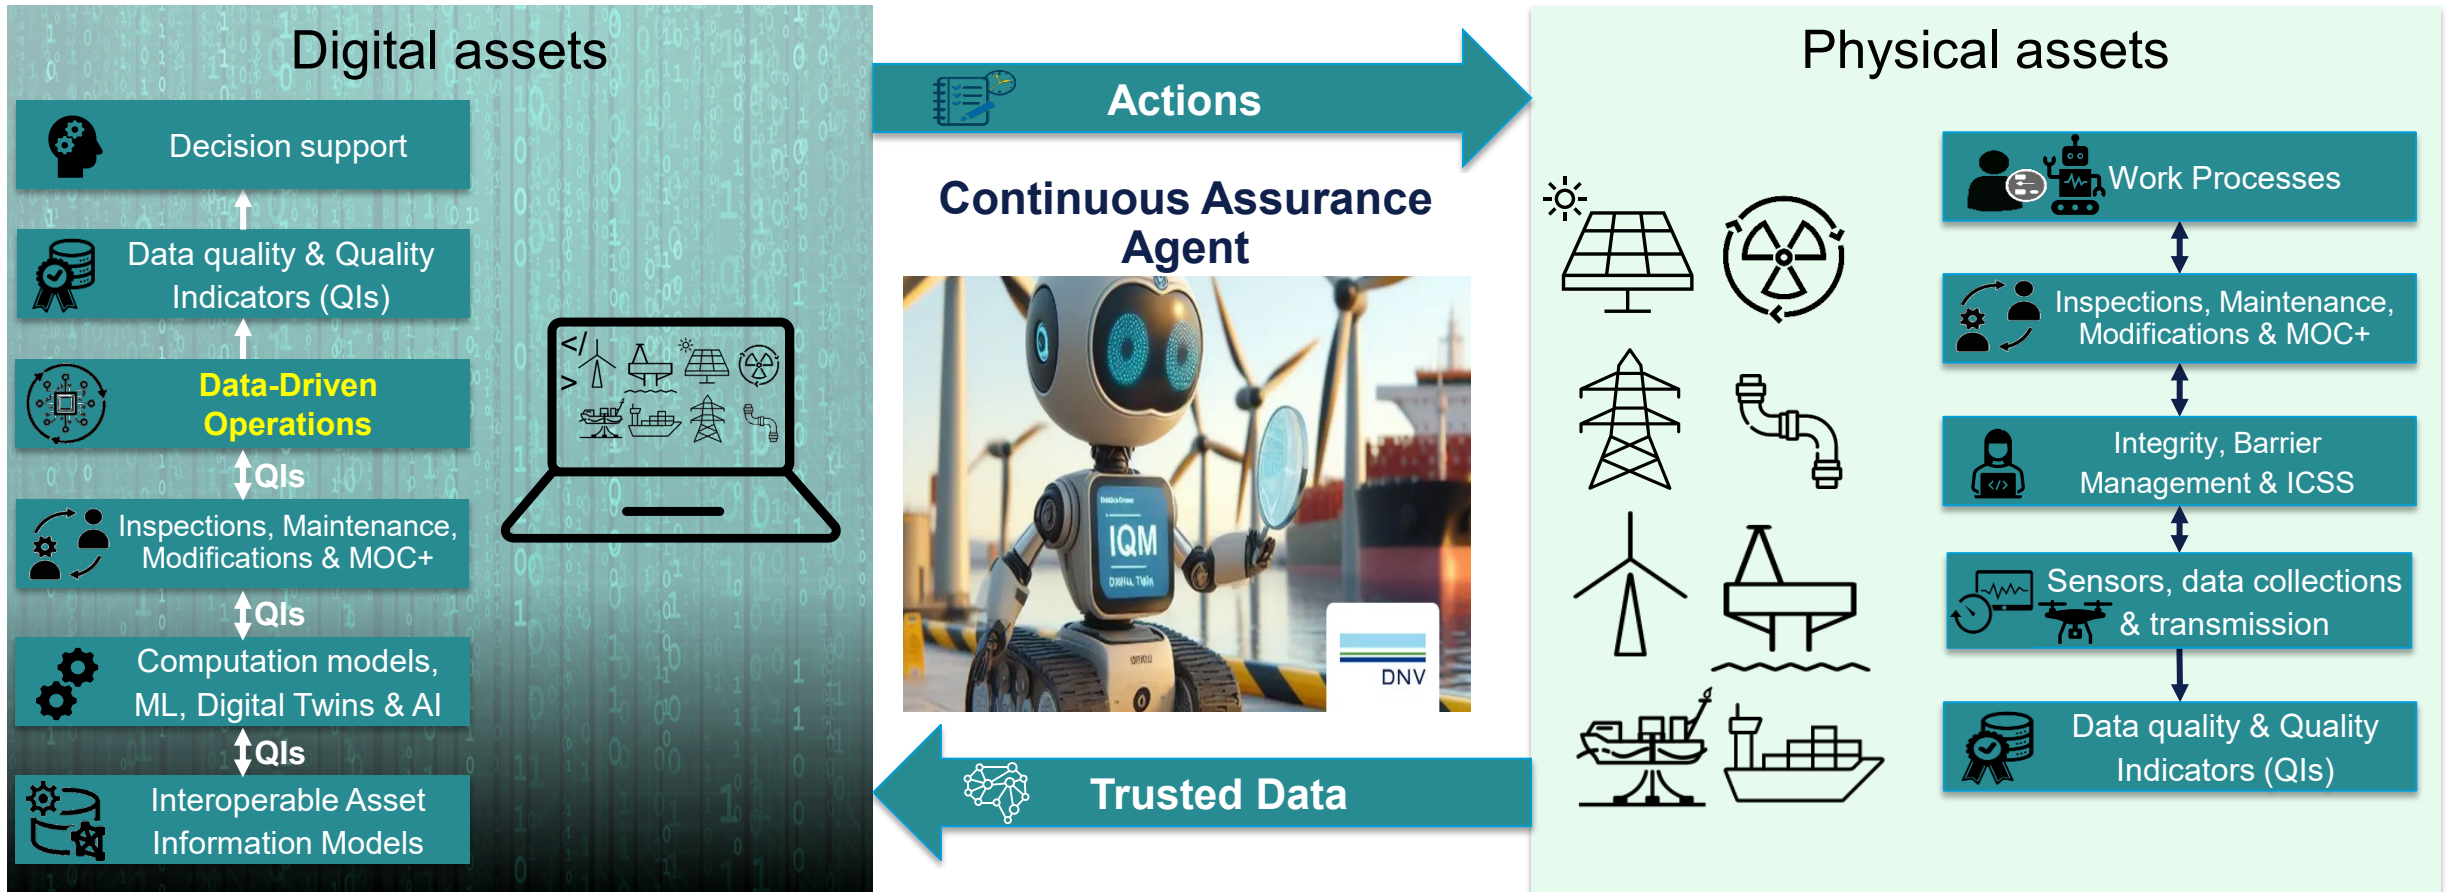 Digital assets
Decision support
Data quality & Quality
Indicators (QIs)
Data-Driven
Operations
QIs
Inspections, Maintenance,
Modifications & MOC+
QIs
Computation models,
ML, Digital Twins & AI
QIs
Interoperable Asset
Information Models
</
>
Actions
Continuous Assurance
Agent
IQM
DNV
Trusted Data
Physical assets
Work Processes
Inspections, Maintenance,
Modifications & MOC+
Integrity, Barrier
Management & ICSS
</>
Sensors, data collections
& transmission
Data quality & Quality
Indicators (QIs)